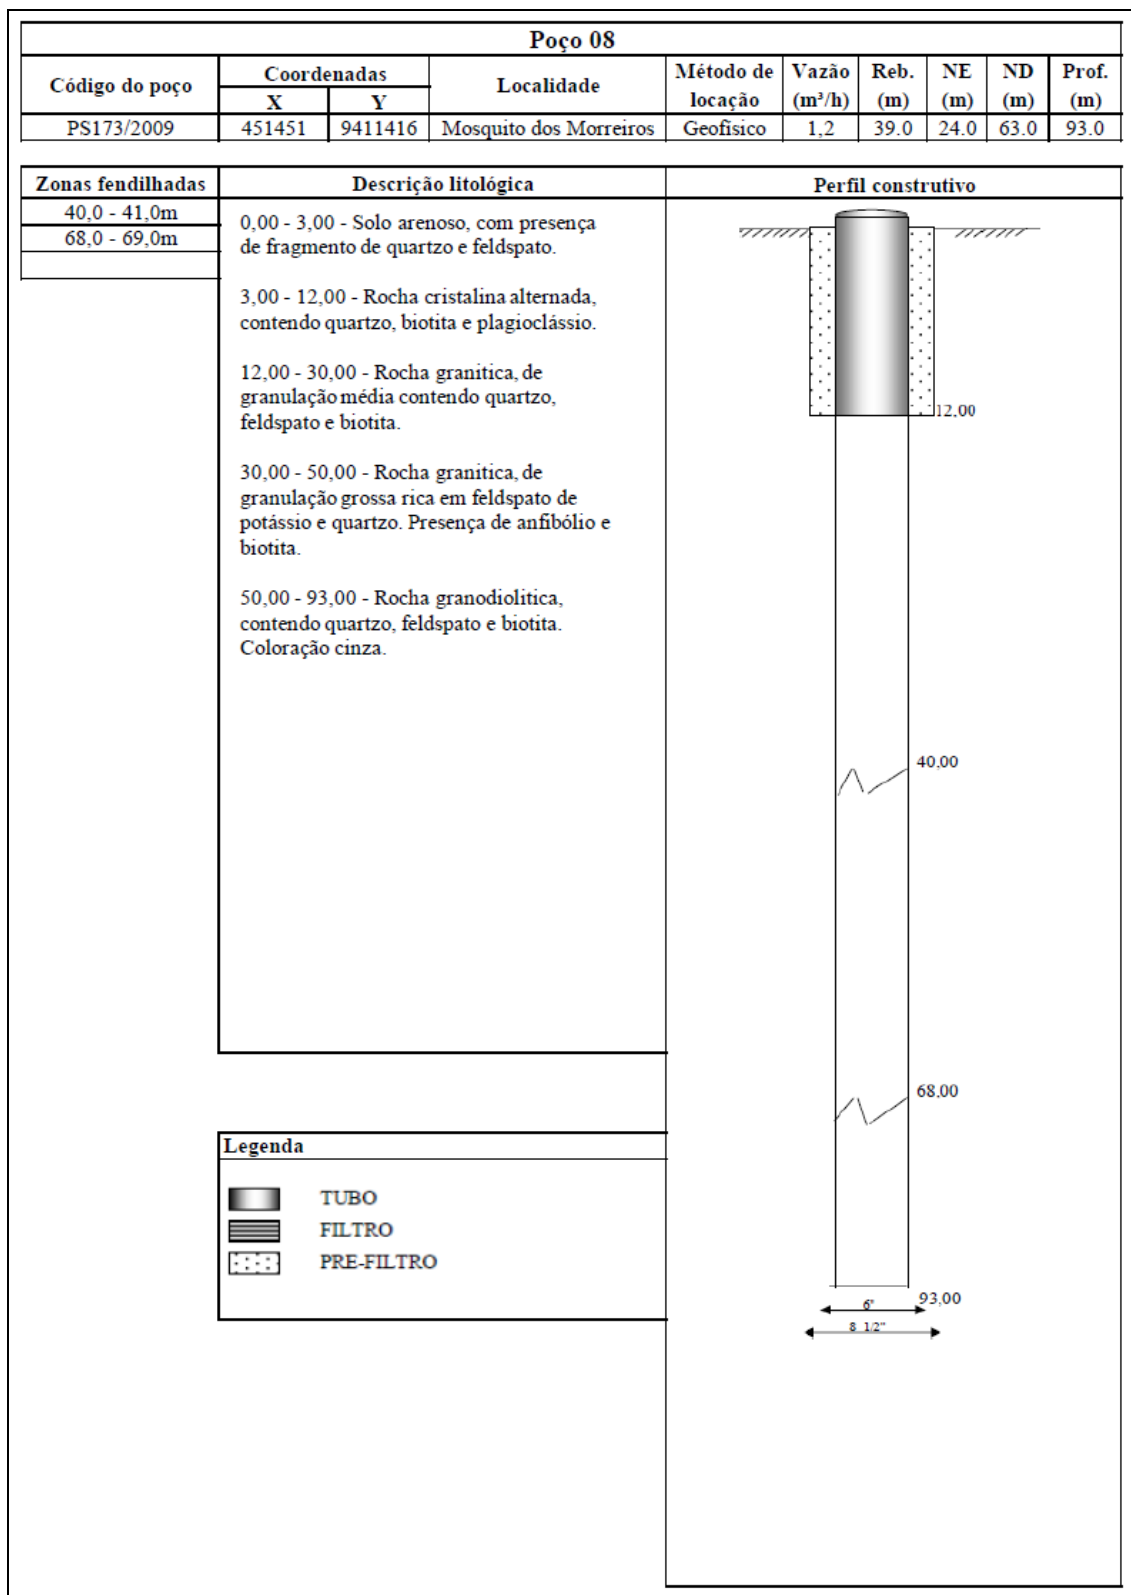 Poço 08
Código do poço
Coordenadas
X Y
Localidade
Método de
locação
Vazão
(m³/h)
Reb.
(m)
NE
(m)
ND
(m)
Prof.
(m)
PS173/2009 451451 9411416 Mosquito dos Morreiros Geofísico 1,2 39.0 24.0 63.0 93.0
Zonas fendilhadas
40,0 - 41,0m
68,0 - 69,0m
Descrição litológica
0,00 - 3,00 - Solo arenoso, com presença
de fragmento de quartzo e feldspato.
3,00 - 12,00 - Rocha cristalina alternada,
contendo quartzo, biotita e plagioclássio.
12,00 - 30,00 - Rocha granitica, de
granulação média contendo quartzo,
feldspato e biotita.
30,00 - 50,00 - Rocha granitica, de
granulação grossa rica em feldspato de
potássio e quartzo. Presença de anfibólio e
biotita.
50,00 - 93,00 - Rocha granodiolitica,
contendo quartzo, feldspato e biotita.
Coloração cinza.
Perfil construtivo
12,00
40,00
68,00
93,00
6"
8 1/2"
Legenda
TUBO
FILTRO
PRE-FILTRO